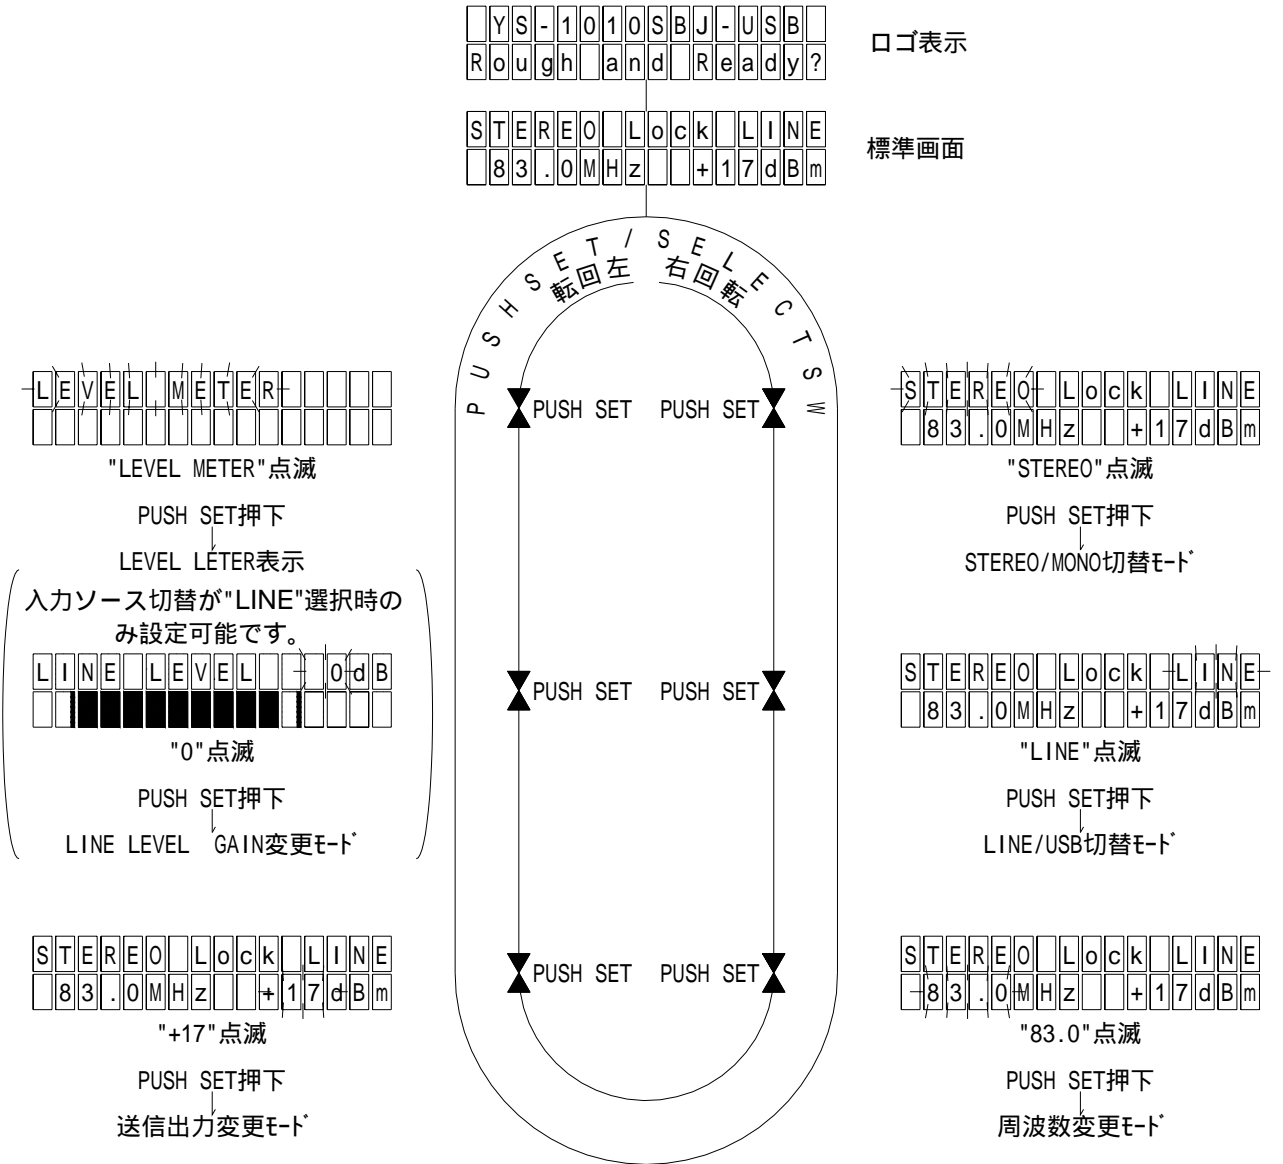 YS-1010SBJ-USB
Rough and Ready?
ロゴ表示
STEREO Lock LINE
83.0MHz +17dBm
標準画面
PUSH SET/SELECT SW
転回左 右回転
LEVEL METER
"LEVEL METER"点滅
PUSH SET押下
LEVEL LETER表示
PUSH SET PUSH SET
STEREO Lock LINE
83.0MHz +17dBm
"STEREO"点滅
PUSH SET押下
STEREO/MONO切替ﾓｰﾄﾞ
入力ソース切替が"LINE"選択時の
み設定可能です。
LINE LEVEL 0dB
"0"点滅
PUSH SET押下
LINE LEVEL GAIN変更ﾓｰﾄﾞ
PUSH SET PUSH SET
STEREO Lock LINE
83.0MHz +17dBm
"LINE"点滅
PUSH SET押下
LINE/USB切替ﾓｰﾄﾞ
STEREO Lock LINE
83.0MHz +17dBm
"+17"点滅
PUSH SET押下
送信出力変更ﾓｰﾄﾞ
PUSH SET PUSH SET
STEREO Lock LINE
83.0MHz +17dBm
"83.0"点滅
PUSH SET押下
周波数変更ﾓｰﾄﾞ